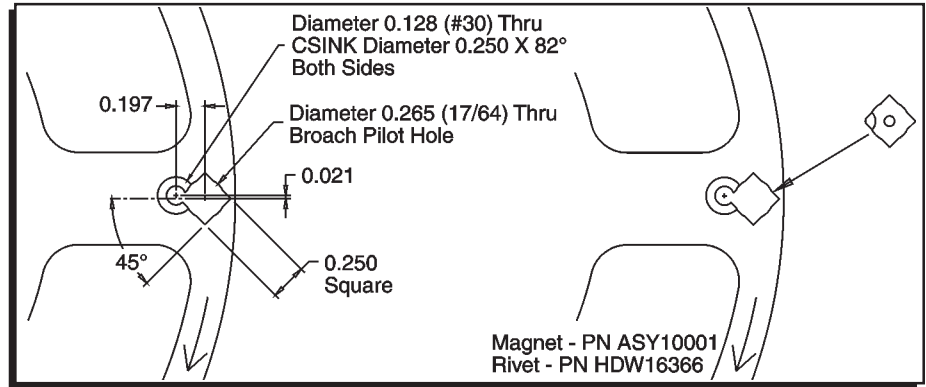 Diameter 0.128 (#30) Thru
CSINK Diameter 0.250 X 82°
Both Sides
0.197
Diameter 0.265 (17/64) Thru
Broach Pilot Hole
0.021
45°
0.250
Square
Magnet - PN ASY10001
Rivet - PN HDW16366